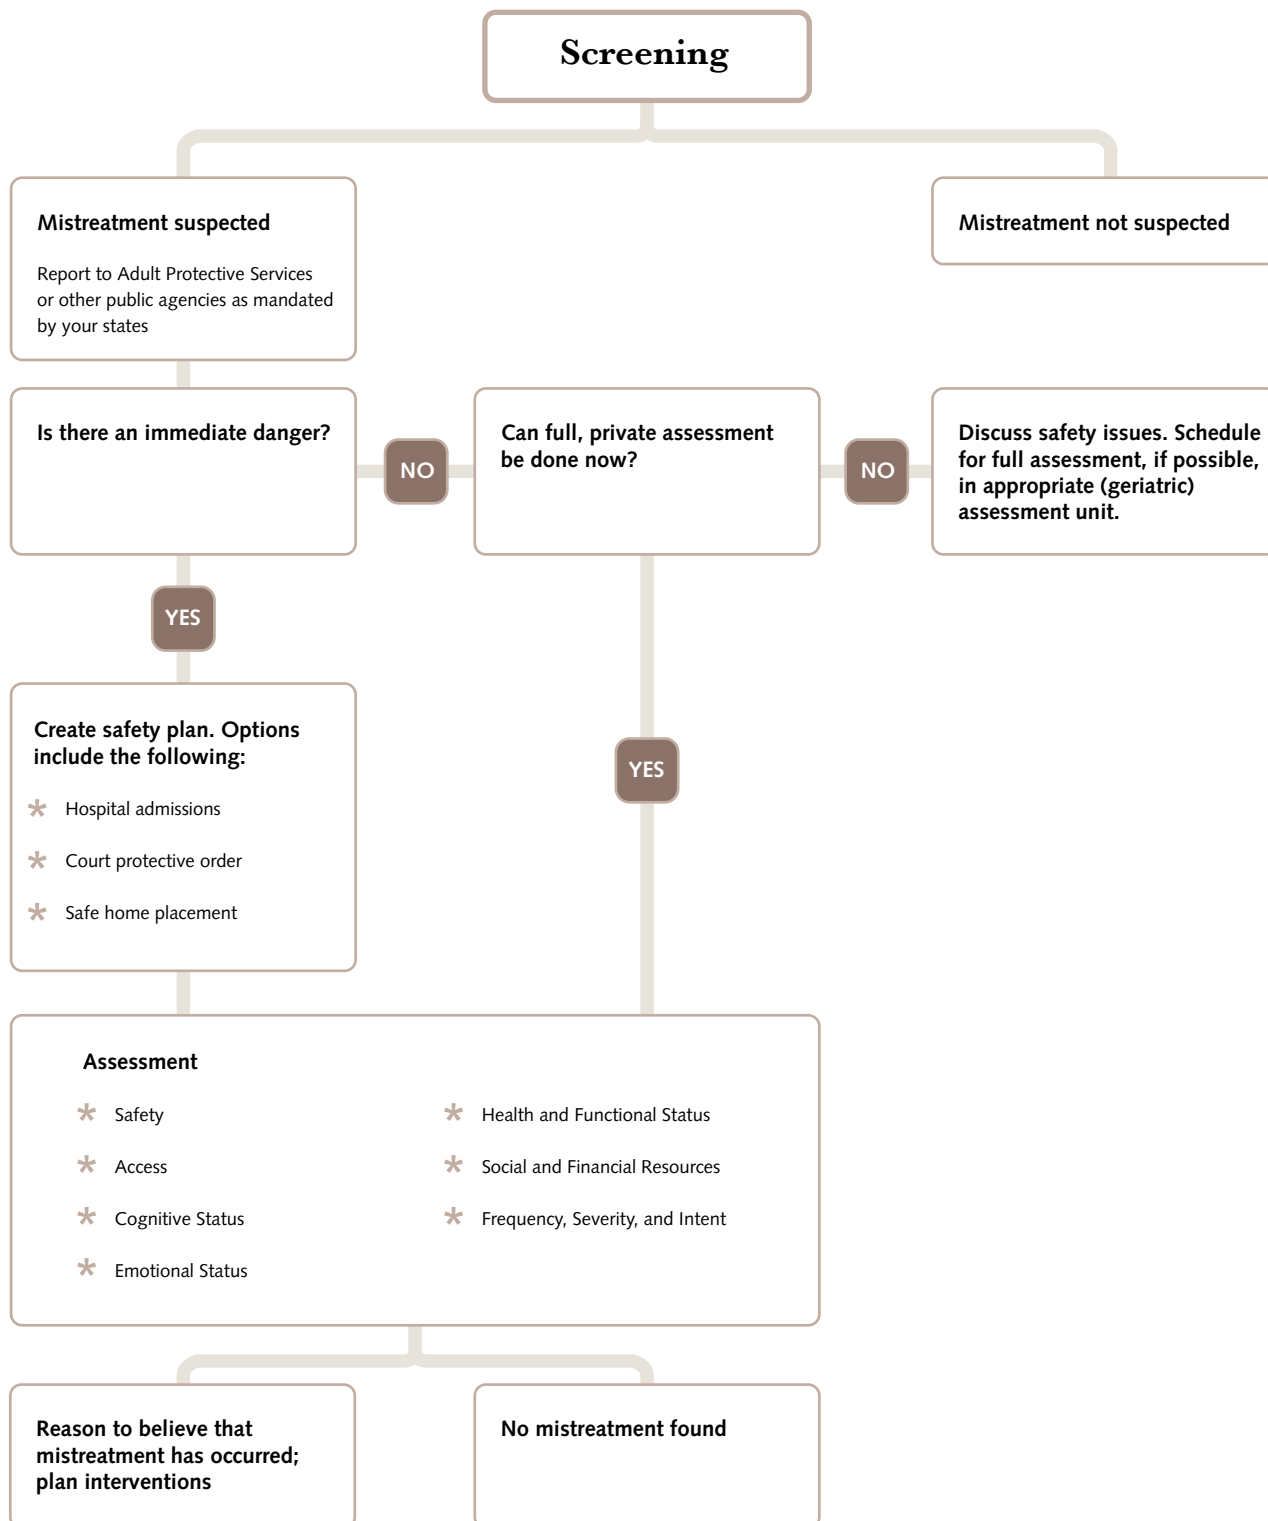 Screening
Mistreatment suspected
Report to Adult Protective Services
or other public agencies as mandated
by your states
Mistreatment not suspected
Is there an immediate danger?
NO
Can full, private assessment
be done now?
NO
Discuss safety issues. Schedule
for full assessment, if possible,
in appropriate (geriatric)
assessment unit.
YES
Create safety plan. Options
include the following:
* Hospital admissions
* Court protective order
* Safe home placement
YES
Assessment
* Safety
* Access
* Cognitive Status
* Emotional Status
* Health and Functional Status
* Social and Financial Resources
* Frequency, Severity, and Intent
Reason to believe that
mistreatment has occurred;
plan interventions
No mistreatment found